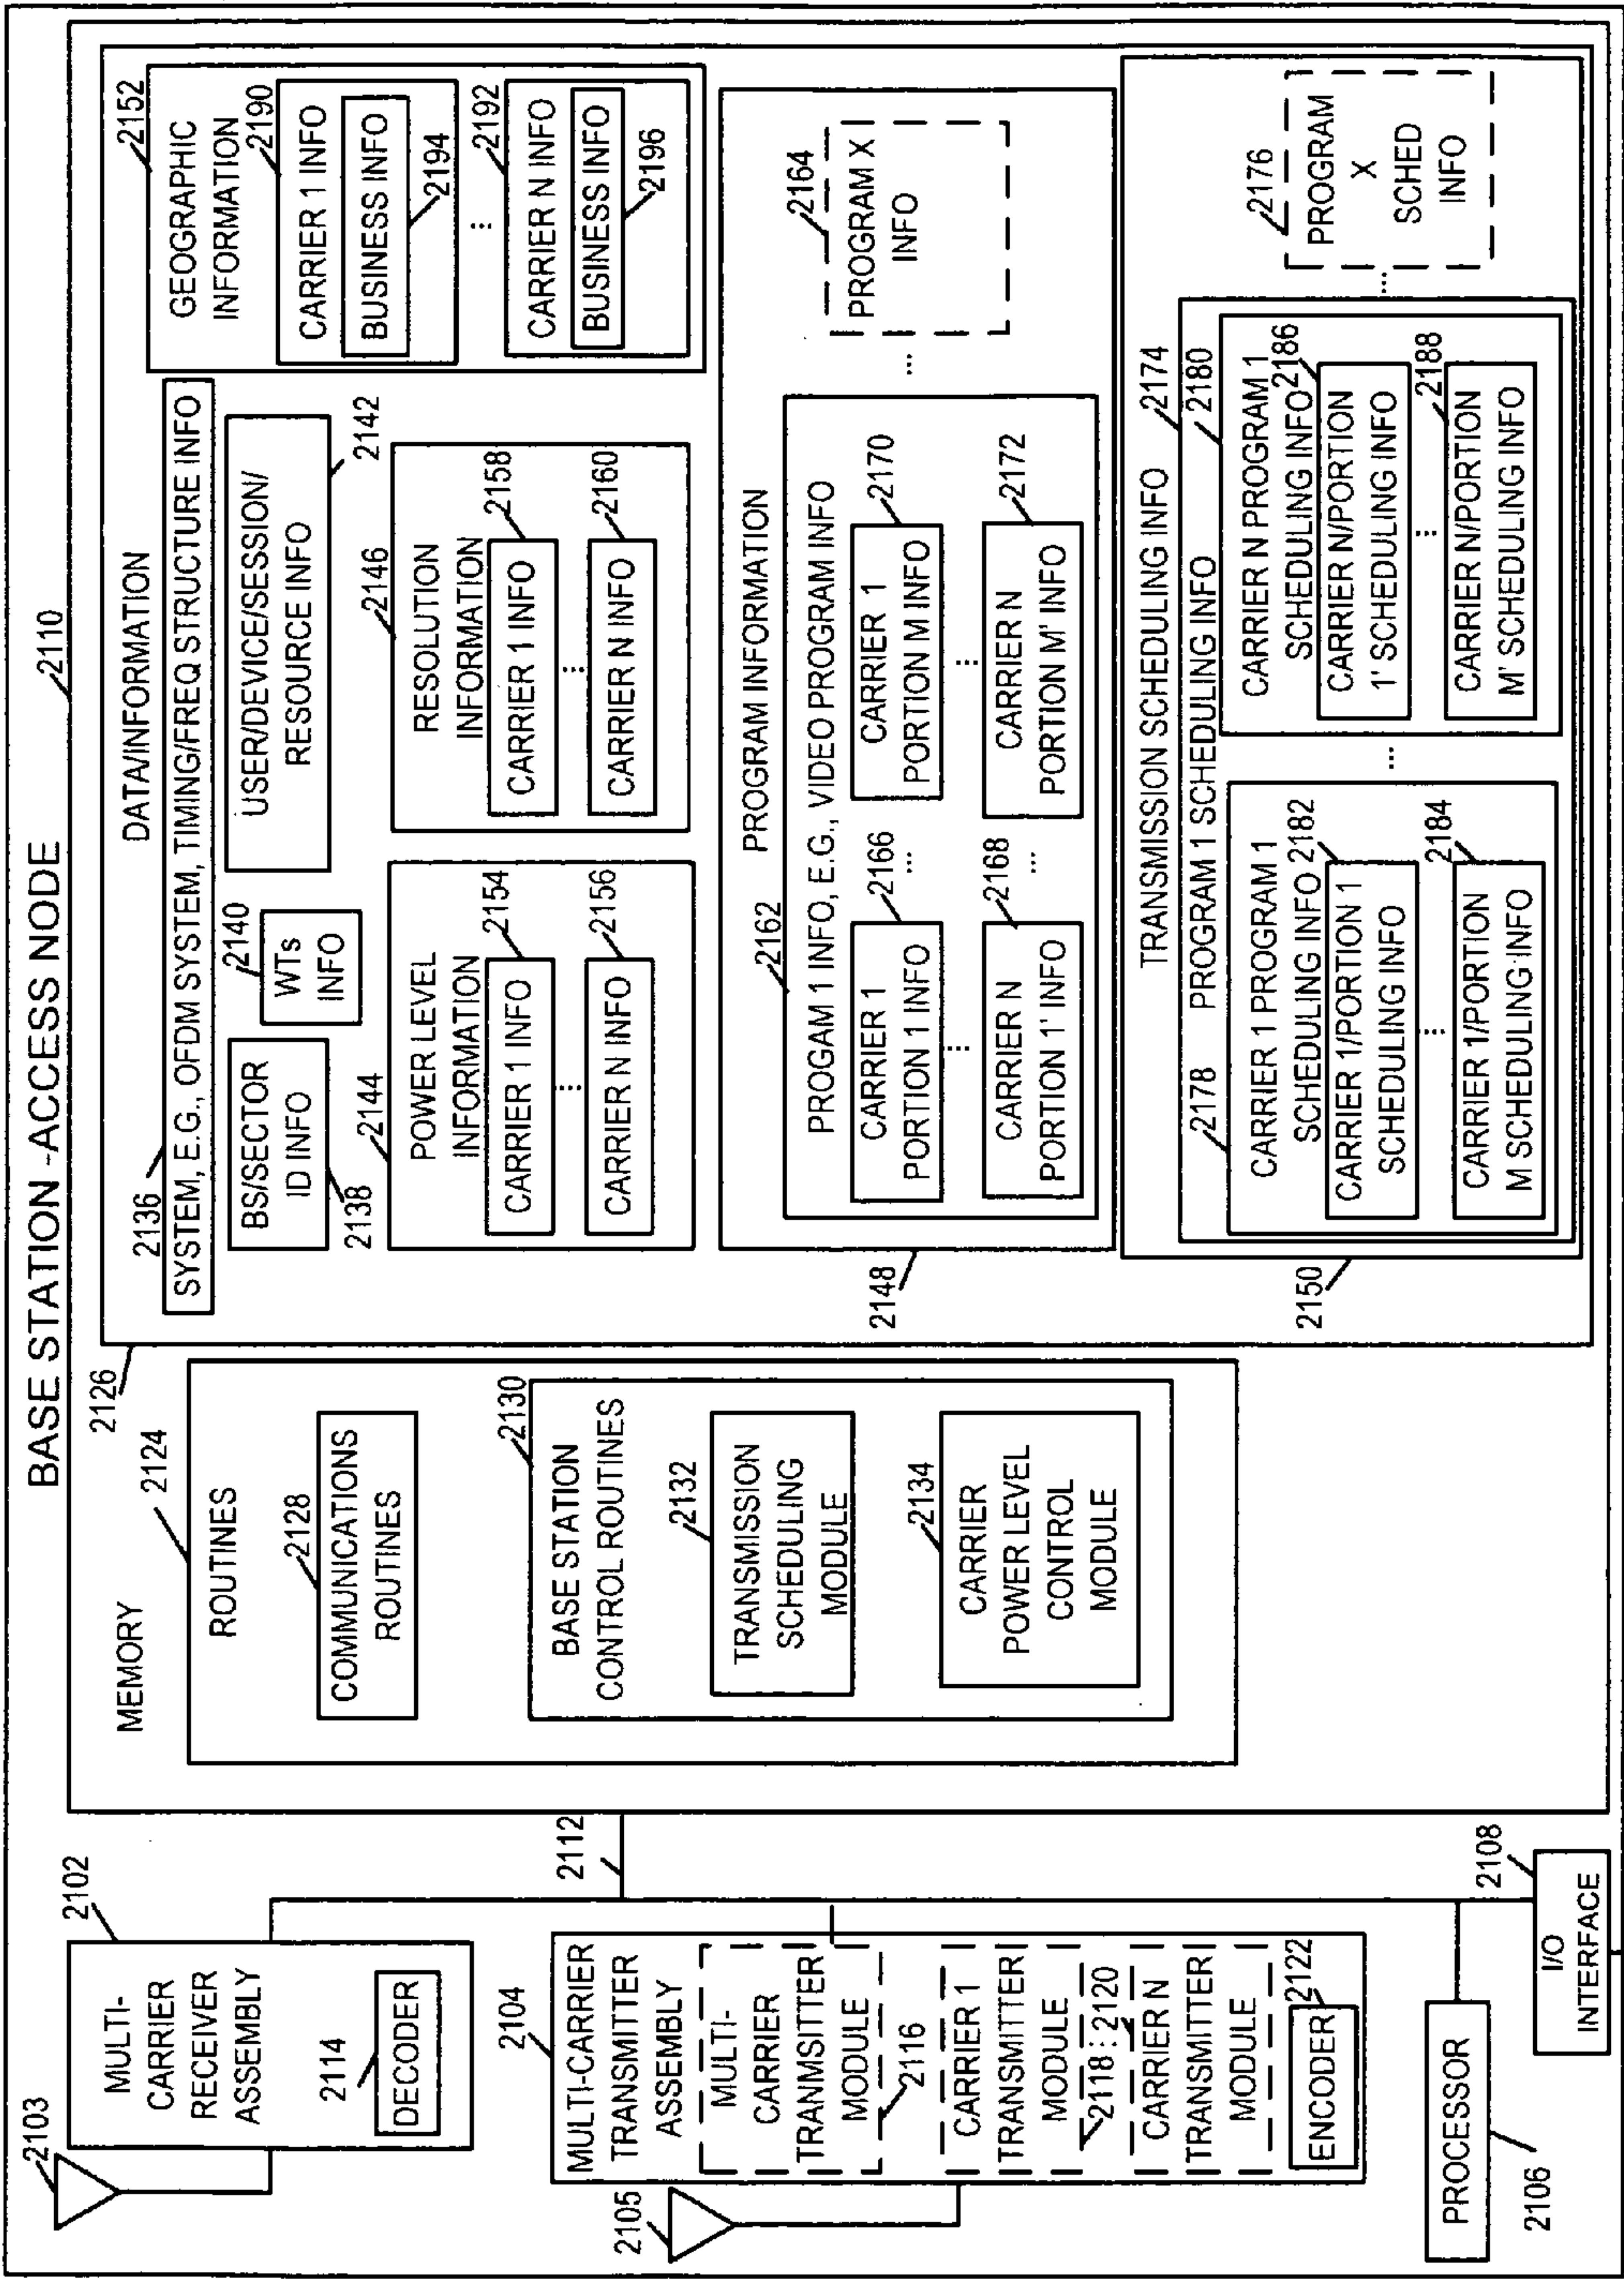 BASE STATION -ACCESS NODE
2110
2103
2102
MULTI-
CARRIER
RECEIVER
ASSEMBLY
2114
DECODER
2105
2104
MULTI-CARRIER
TRANSMITTER
ASSEMBLY
MULTI-
CARRIER
TRANMSITTER
MODULE
2116
CARRIER 1
TRANSMITTER
MODULE
2118
2120
CARRIER N
TRANSMITTER
MODULE
2122
ENCODER
PROCESSOR
2106
2108
I/O
INTERFACE
2112
MEMORY
2124
ROUTINES
2128
COMMUNICATIONS
ROUTINES
2130
BASE STATION
CONTROL ROUTINES
2132
TRANSMISSION
SCHEDULING
MODULE
2134
CARRIER
POWER LEVEL
CONTROL
MODULE
2126
DATA/INFORMATION
2136
SYSTEM, E.G., OFDM SYSTEM, TIMING/FREQ STRUCTURE INFO
BS/SECTOR
ID INFO
2138
2140
WTs
INFO
USER/DEVICE/SESSION/
RESOURCE INFO
2142
2144
POWER LEVEL
INFORMATION
2154
CARRIER 1 INFO
...
2156
CARRIER N INFO
2146
RESOLUTION
INFORMATION
2158
CARRIER 1 INFO
...
2160
CARRIER N INFO
2152
GEOGRAPHIC
INFORMATION
2190
CARRIER 1 INFO
BUSINESS INFO
2194
...
2192
CARRIER N INFO
BUSINESS INFO
2196
PROGRAM INFORMATION
2148
2162
PROGAM 1 INFO, E.G., VIDEO PROGRAM INFO
CARRIER 1
PORTION 1 INFO
2166
...
CARRIER 1
PORTION M INFO
2170
...
...
CARRIER N
PORTION 1' INFO
2168
...
CARRIER N
PORTION M' INFO
2172
...
2164
PROGRAM X
INFO
TRANSMISSION SCHEDULING INFO
2150
2174
PROGRAM 1 SCHEDULING INFO
2178
CARRIER 1 PROGRAM 1
SCHEDULING INFO
2182
CARRIER 1/PORTION 1
SCHEDULING INFO
...
2184
CARRIER 1/PORTION
M SCHEDULING INFO
...
2180
CARRIER N PROGRAM 1
SCHEDULING INFO
2186
CARRIER N/PORTION
1' SCHEDULING INFO
...
2188
CARRIER N/PORTION
M' SCHEDULING INFO
...
2176
PROGRAM
X
SCHED
INFO